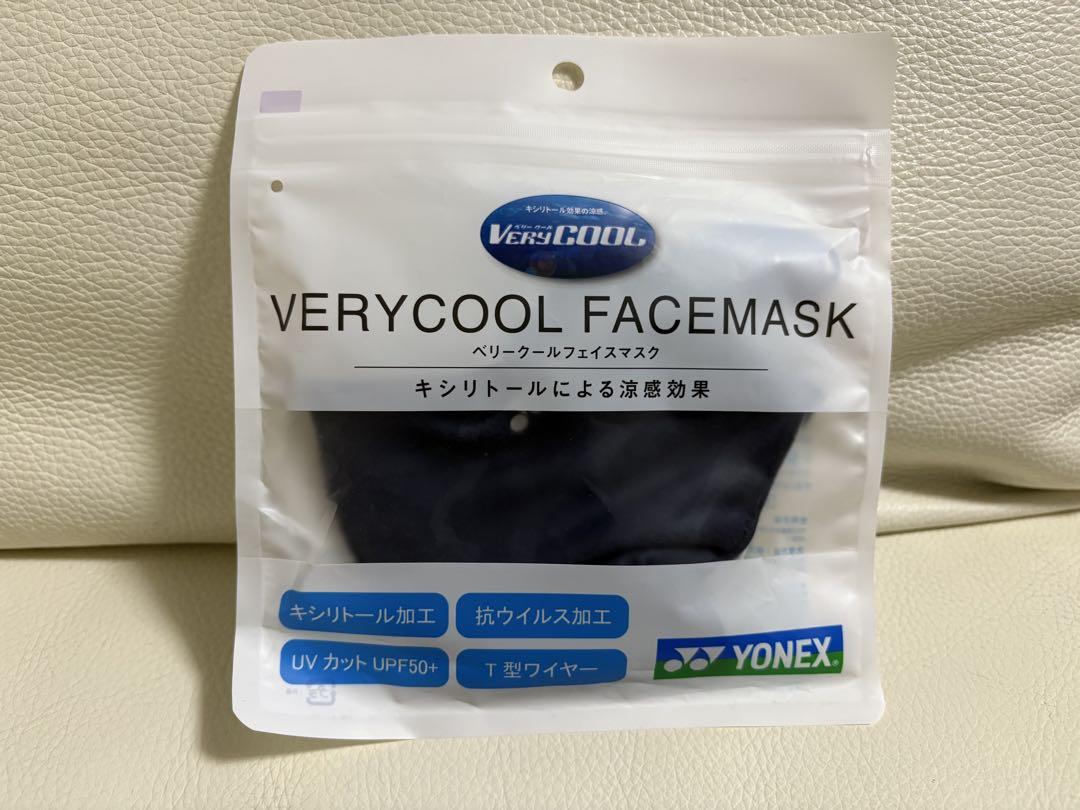 キシリトール効果の涼感。
ベリー クール
VERYCOOL
VERYCOOL FACEMASK
ベリークールフェイスマスク
キシリトールによる涼感効果
キシリトール加工
抗ウイルス加工
UVカット UPF50+
T型ワイヤー
YONEX®